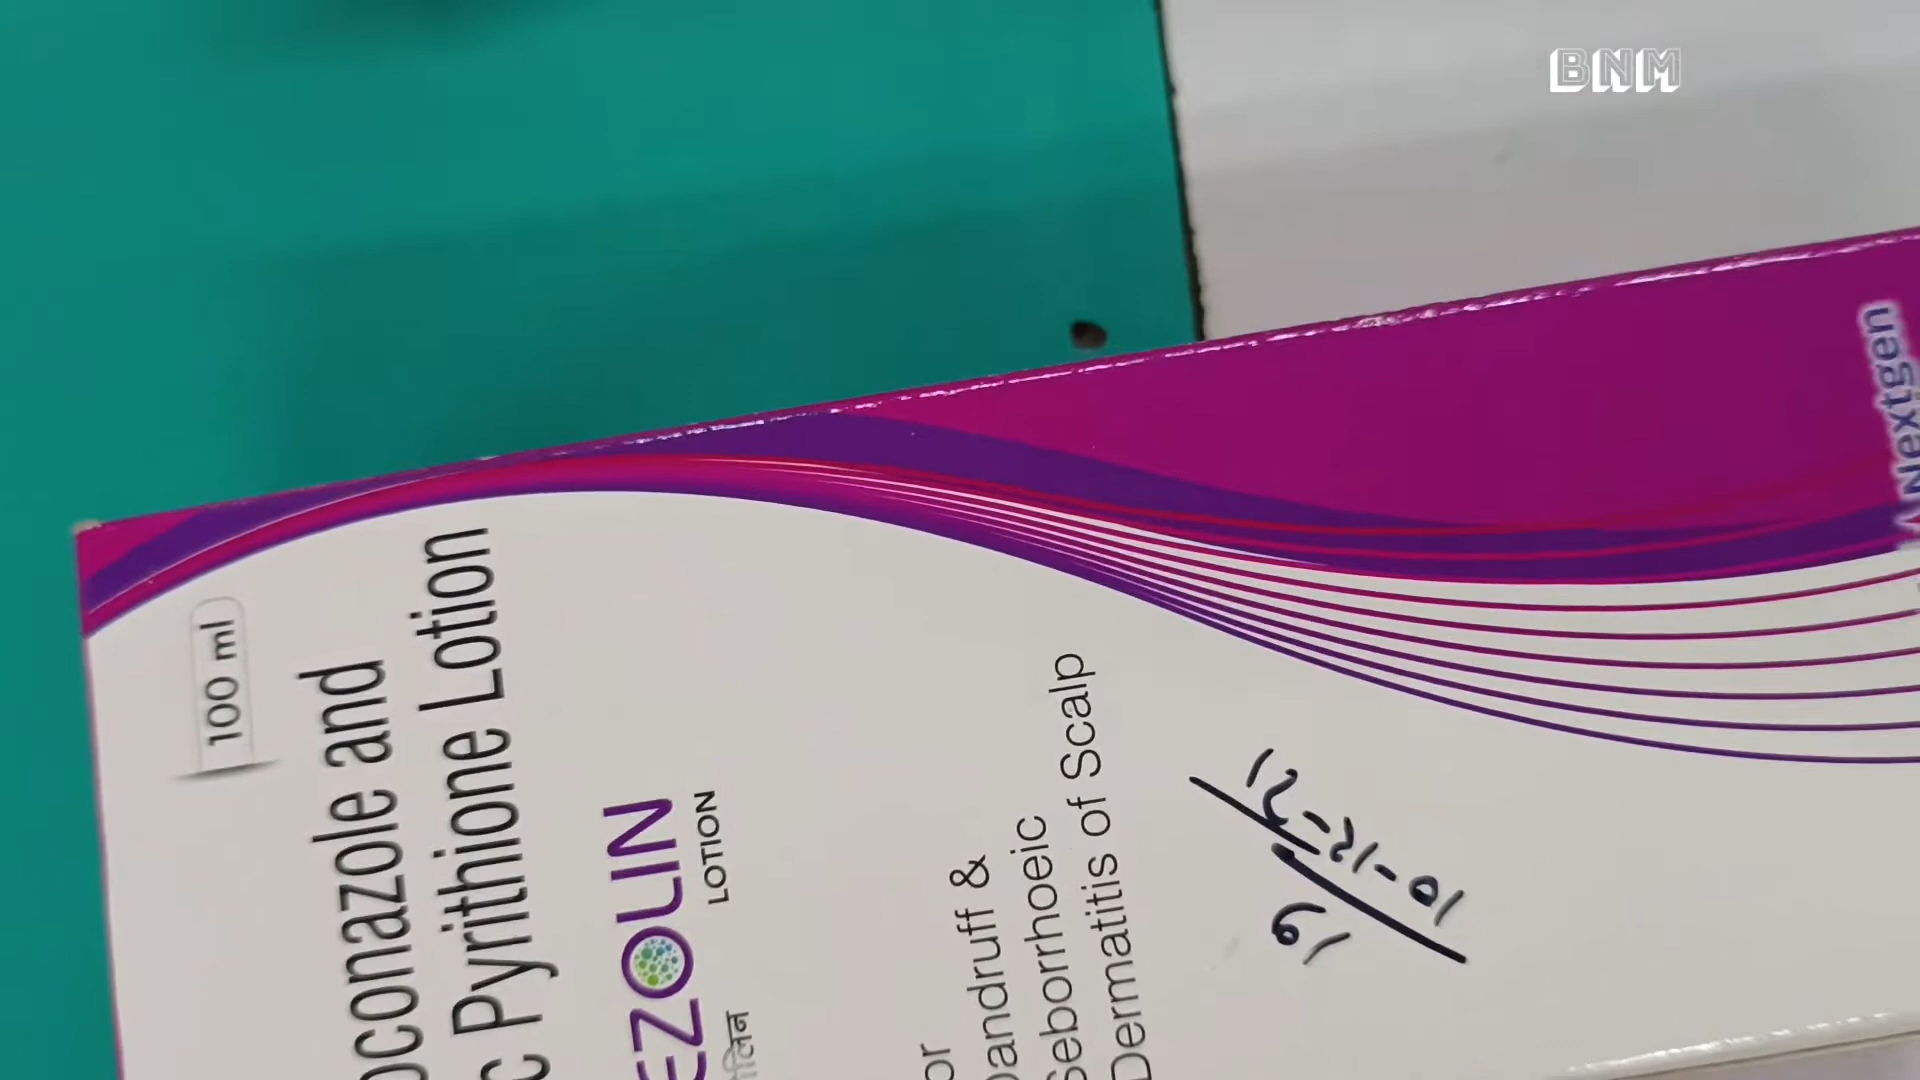 BNM
100 ml
oconazole and
c Pyrithione Lotion
EZOLIN
LOTION
लिन
or
Dandruff &
Seborrhoeic
Dermatitis of Scalp
Nextgen